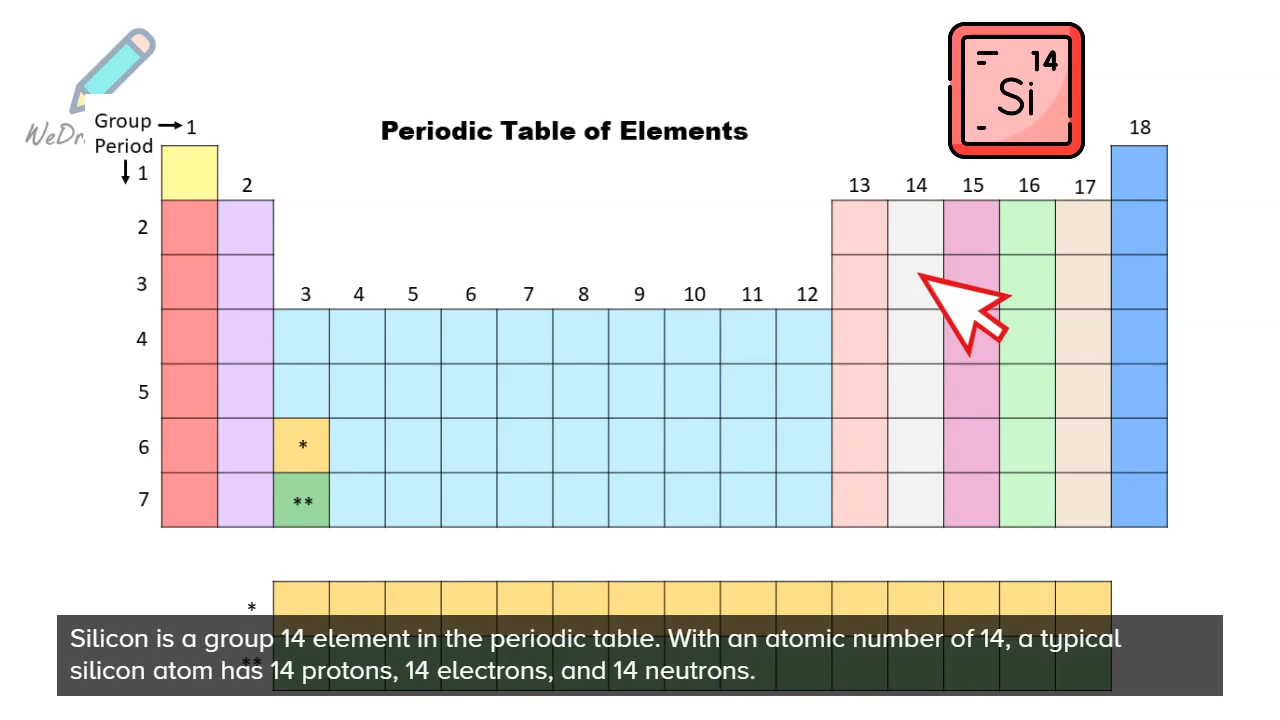 14
Si
WeDr
Group → 1
Periodic Table of Elements
18
Period
1
2
13 14 15 16 17
2
3
3 4 5 6 7 8 9 10 11 12
4
5
6 *
7 **
*
**
Silicon is a group 14 element in the periodic table. With an atomic number of 14, a typical
silicon atom has 14 protons, 14 electrons, and 14 neutrons.